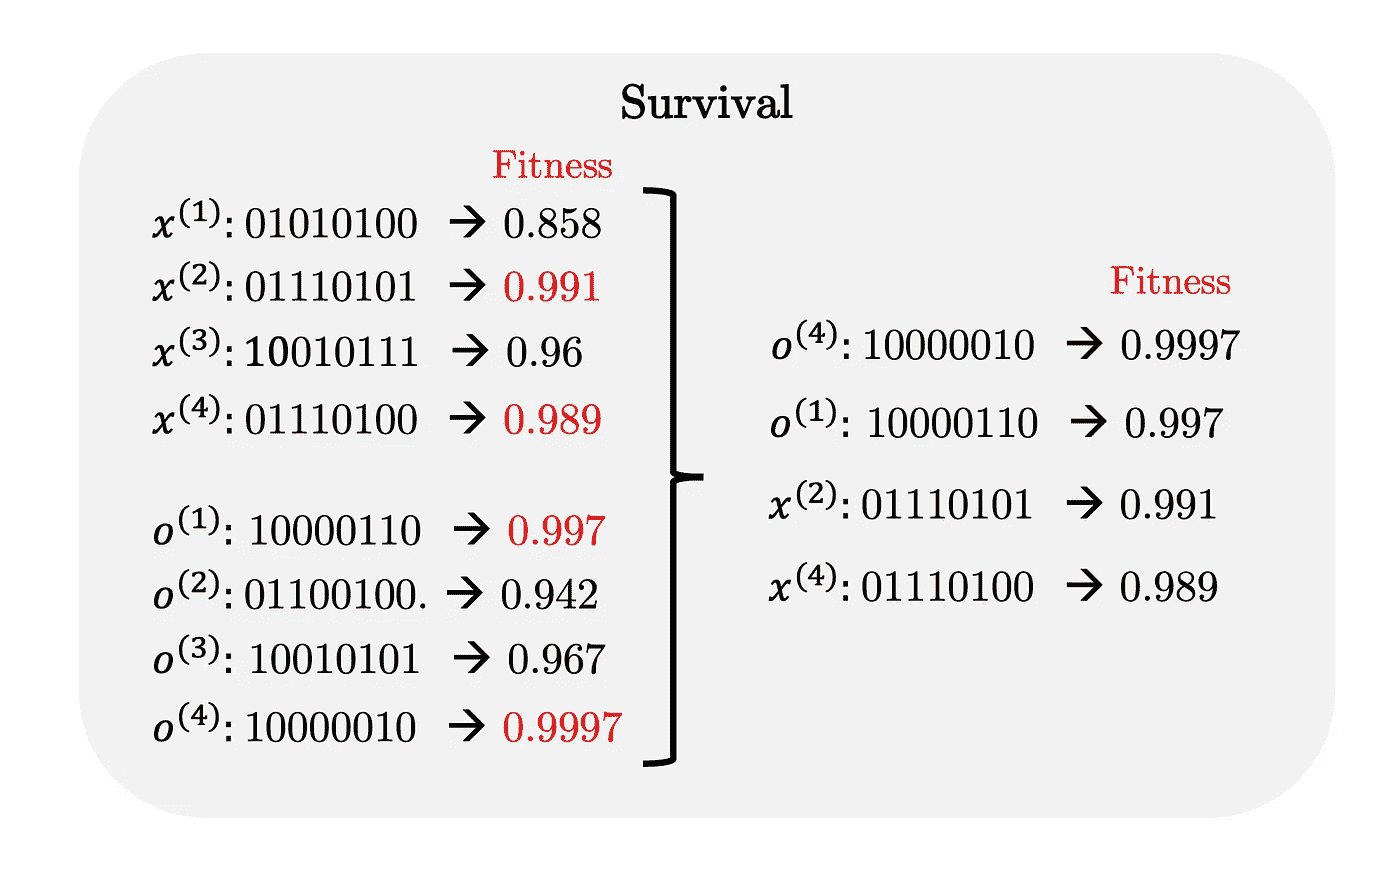 Survival
Fitness
x⁽¹⁾: 01010100 → 0.858
x⁽²⁾: 01110101 → 0.991
x⁽³⁾: 10010111 → 0.96
x⁽⁴⁾: 01110100 → 0.989
o⁽¹⁾: 10000110 → 0.997
o⁽²⁾: 01100100. → 0.942
o⁽³⁾: 10010101 → 0.967
o⁽⁴⁾: 10000010 → 0.9997
Fitness
o⁽⁴⁾: 10000010 → 0.9997
o⁽¹⁾: 10000110 → 0.997
x⁽²⁾: 01110101 → 0.991
x⁽⁴⁾: 01110100 → 0.989